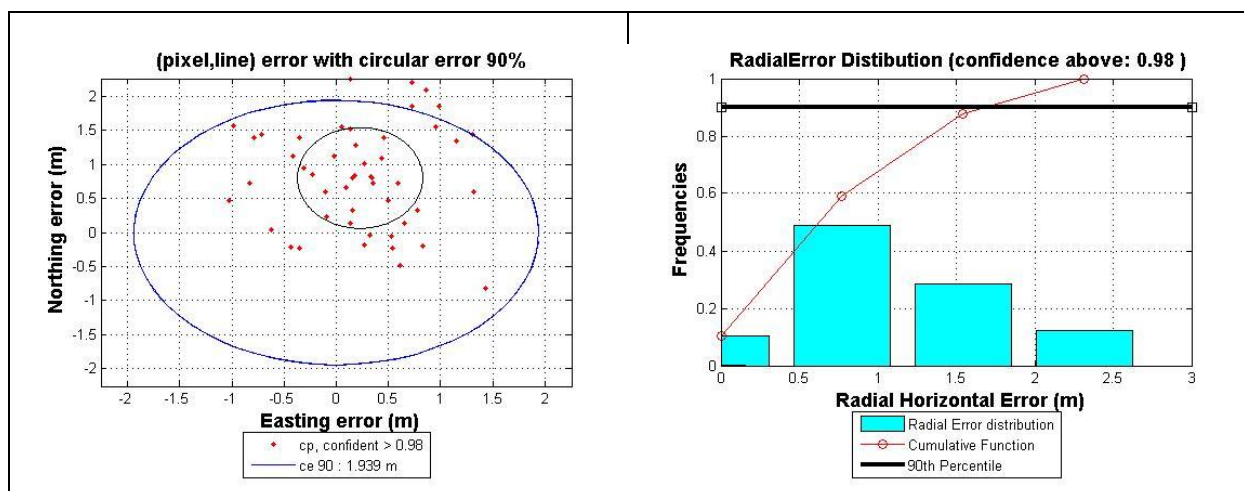 (pixel,line) error with circular error 90%
2
1.5
1
0.5
0
-0.5
-1
-1.5
-2
Northing error (m)
-2 -1.5 -1 -0.5 0 0.5 1 1.5 2
Easting error (m)
cp, confident > 0.98
ce 90 : 1.939 m
RadialError Distibution (confidence above: 0.98 )
1
0.8
0.6
0.4
0.2
0
Frequencies
0 0.5 1 1.5 2 2.5 3
Radial Horizontal Error (m)
Radial Error distribution
Cumulative Function
90th Percentile